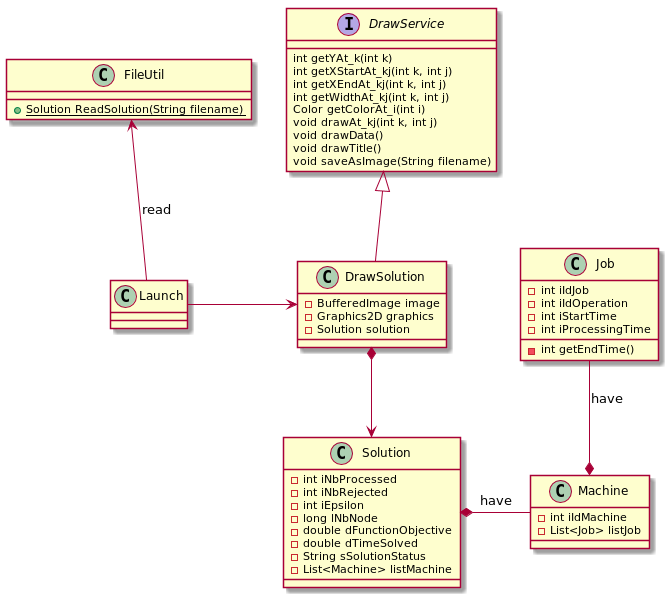 I DrawService
int getYAt_k(int k)
int getXStartAt_kj(int k, int j)
int getXEndAt_kj(int k, int j)
int getWidthAt_kj(int k, int j)
Color getColorAt_i(int i)
void drawAt_kj(int k, int j)
void drawData()
void drawTitle()
void saveAsImage(String filename)
C FileUtil
Solution ReadSolution(String filename)
read
C Launch
C DrawSolution
BufferedImage image
Graphics2D graphics
Solution solution
C Job
int iIdJob
int iIdOperation
int iStartTime
int iProcessingTime
int getEndTime()
have
C Solution
int iNbProcessed
int iNbRejected
int iEpsilon
long lNbNode
double dFunctionObjective
double dTimeSolved
String sSolutionStatus
List<Machine> listMachine
have
C Machine
int iIdMachine
List<Job> listJob